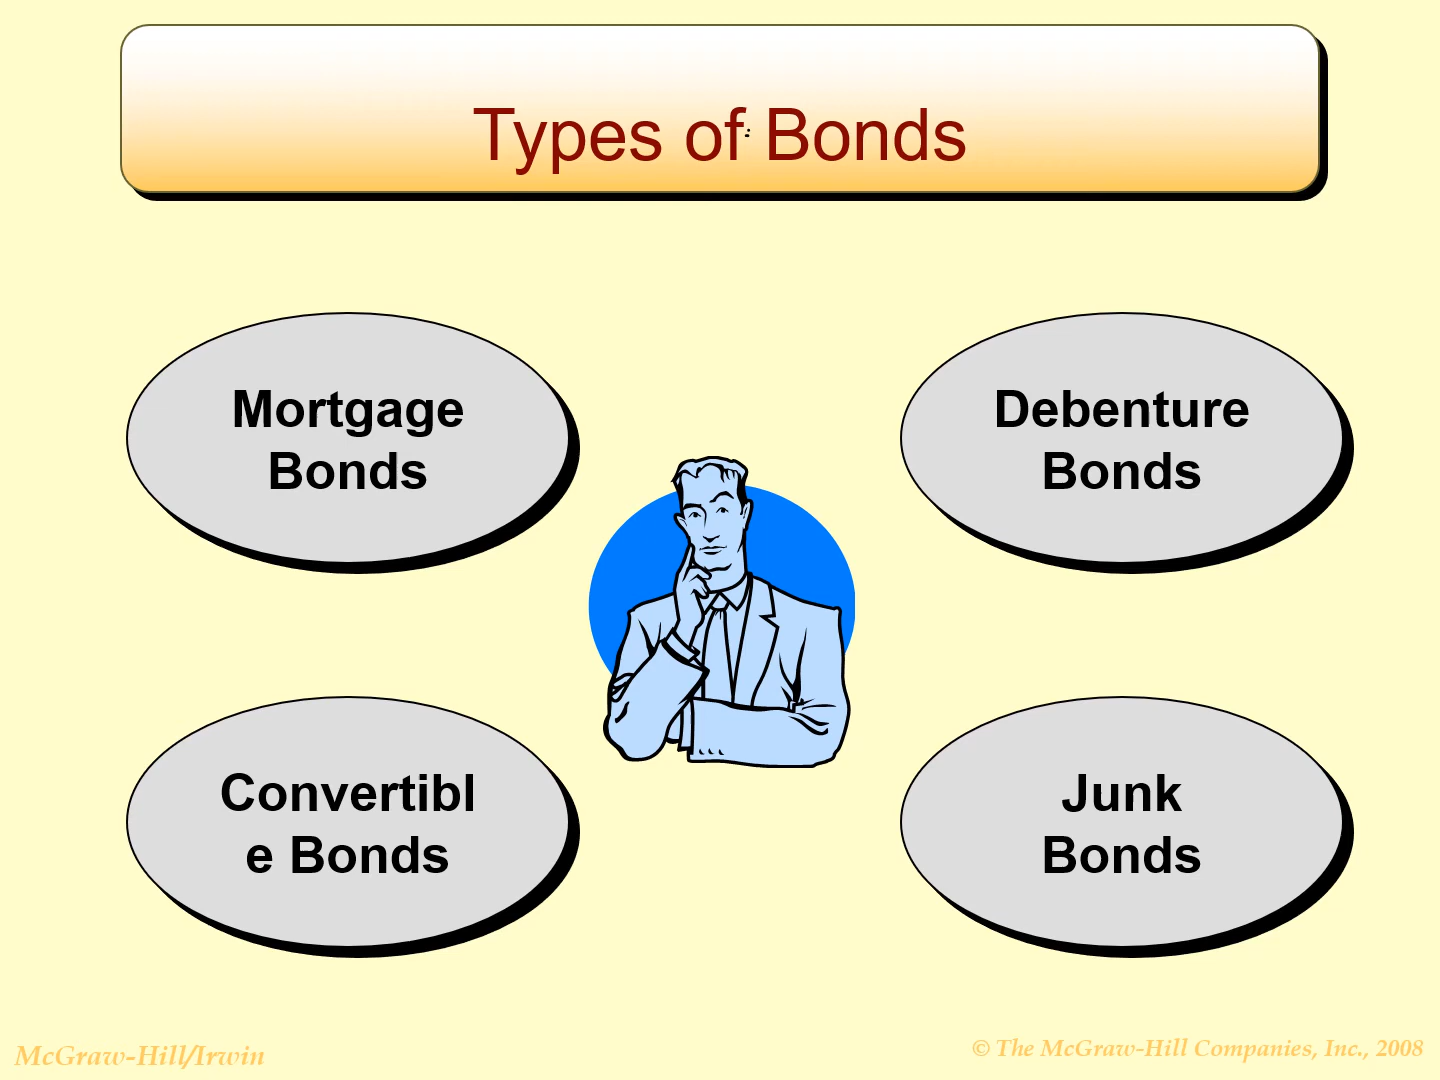 Types of Bonds
:
Mortgage
Bonds
Debenture
Bonds
Convertibl
e Bonds
Junk
Bonds
McGraw-Hill/Irwin
© The McGraw-Hill Companies, Inc., 2008